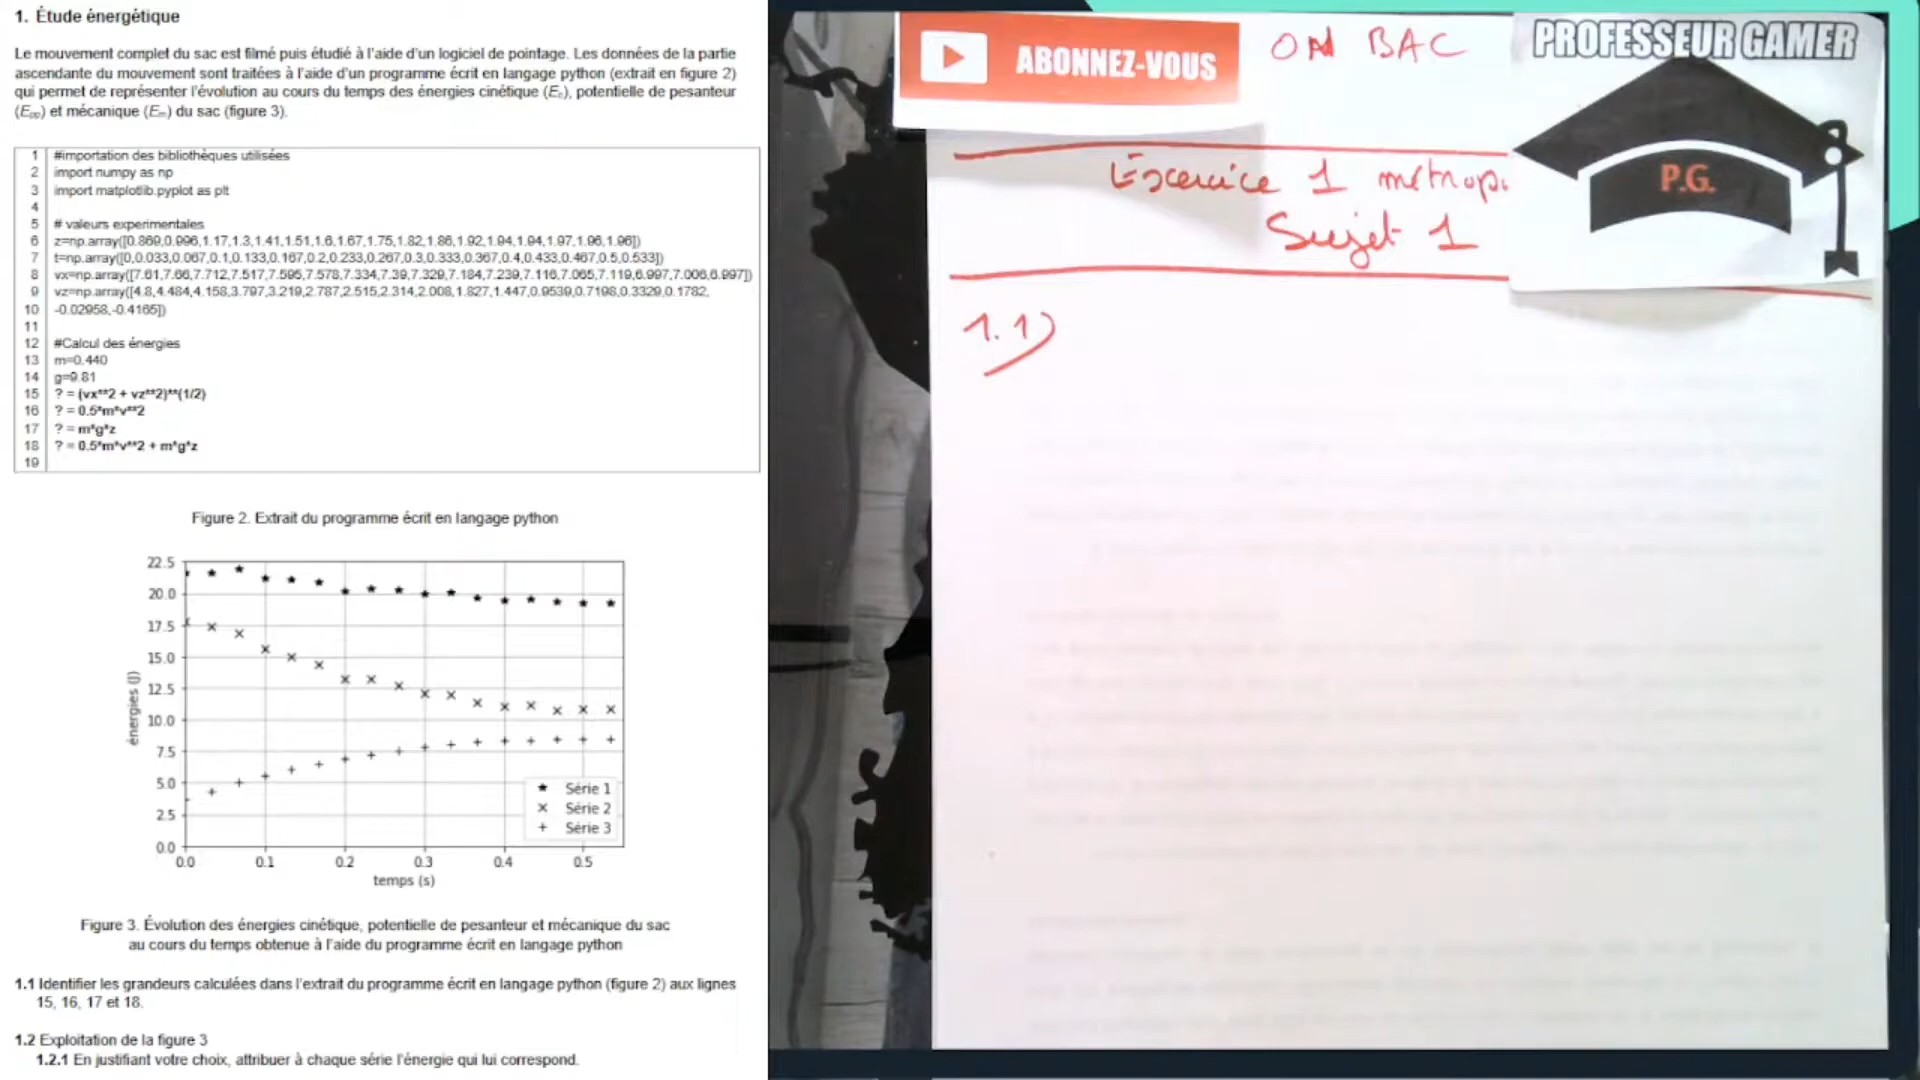 1. Étude énergétique
Le mouvement complet du sac est filmé puis étudié à l'aide d'un logiciel de pointage. Les données de la partie
ascendante du mouvement sont traitées à l'aide d'un programme écrit en langage python (extrait en figure 2)
qui permet de représenter l'évolution au cours du temps des énergies cinétique (Ec), potentielle de pesanteur
(Epp) et mécanique (Em) du sac (figure 3).
1 #importation des bibliothèques utilisées
2 import numpy as np
3 import matplotlib.pyplot as plt
4
5 # valeurs experimentales
6 z=np.array([0.869,0.996,1.17,1.3,1.41,1.51,1.6,1.67,1.75,1.82,1.86,1.92,1.94,1.94,1.97,1.96,1.96])
7 t=np.array([0,0.033,0.067,0.1,0.133,0.167,0.2,0.233,0.267,0.3,0.333,0.367,0.4,0.433,0.467,0.5,0.533])
8 vx=np.array([7.61,7.66,7.712,7.517,7.595,7.578,7.334,7.39,7.329,7.184,7.239,7.116,7.065,7.119,6.997,7.006,6.997])
9 vz=np.array([4.8,4.484,4.158,3.797,3.219,2.787,2.515,2.314,2.008,1.827,1.447,0.9539,0.7198,0.3329,0.1782,
10 -0.02958,-0.4165])
11
12 #Calcul des énergies
13 m=0.440
14 g=9.81
15 ? = (vx**2 + vz**2)**(1/2)
16 ? = 0.5*m*v**2
17 ? = m*g*z
18 ? = 0.5*m*v**2 + m*g*z
19
Figure 2. Extrait du programme écrit en langage python
22.5
20.0
17.5
15.0
12.5
10.0
7.5
5.0
2.5
0.0
énergies (J)
0.0 0.1 0.2 0.3 0.4 0.5
temps (s)
Série 1
Série 2
Série 3
Figure 3. Évolution des énergies cinétique, potentielle de pesanteur et mécanique du sac
au cours du temps obtenue à l'aide du programme écrit en langage python
1.1 Identifier les grandeurs calculées dans l'extrait du programme écrit en langage python (figure 2) aux lignes
15, 16, 17 et 18.
1.2 Exploitation de la figure 3
1.2.1 En justifiant votre choix, attribuer à chaque série l'énergie qui lui correspond.
ABONNEZ-VOUS
ON BAC
PROFESSEUR GAMER
P.G.
Exercice 1 métropo
Sujet 1
1.1)